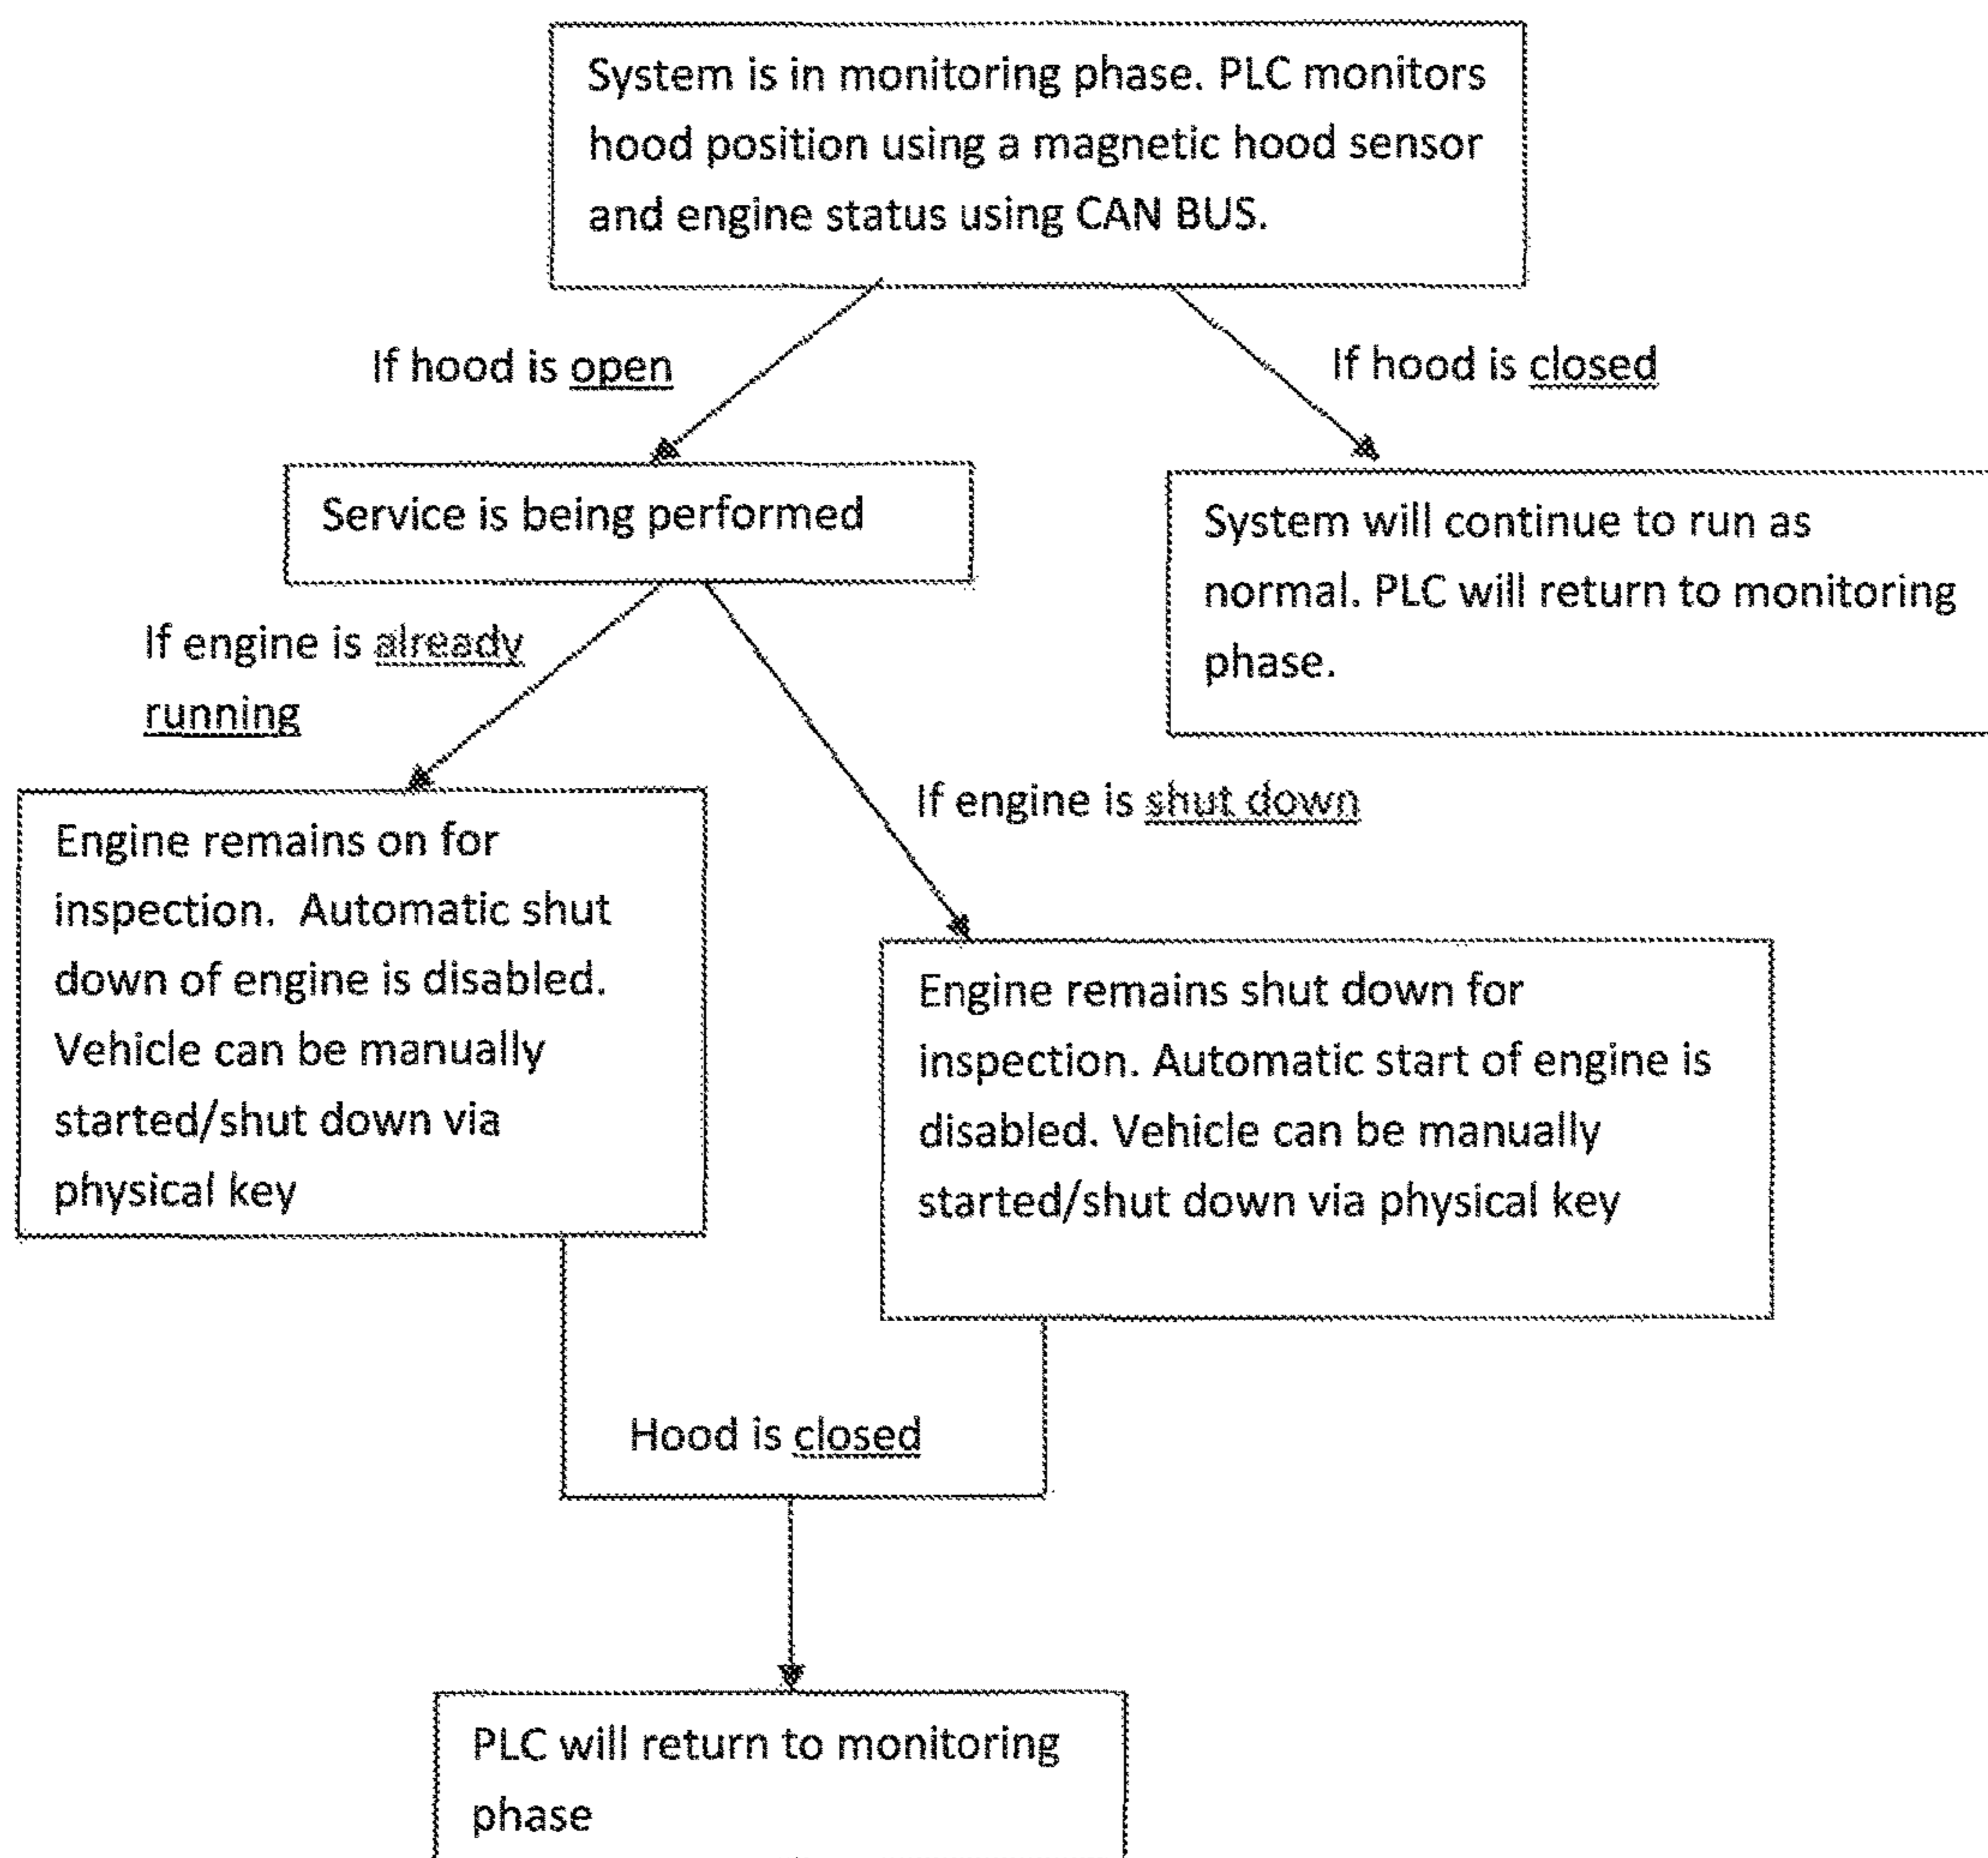 System is in monitoring phase. PLC monitors
hood position using a magnetic hood sensor
and engine status using CAN BUS.
If hood is open
If hood is closed
Service is being performed
System will continue to run as
normal. PLC will return to monitoring
phase.
If engine is already
running
If engine is shut down
Engine remains on for
inspection. Automatic shut
down of engine is disabled.
Vehicle can be manually
started/shut down via
physical key
Engine remains shut down for
inspection. Automatic start of engine is
disabled. Vehicle can be manually
started/shut down via physical key
Hood is closed
PLC will return to monitoring
phase